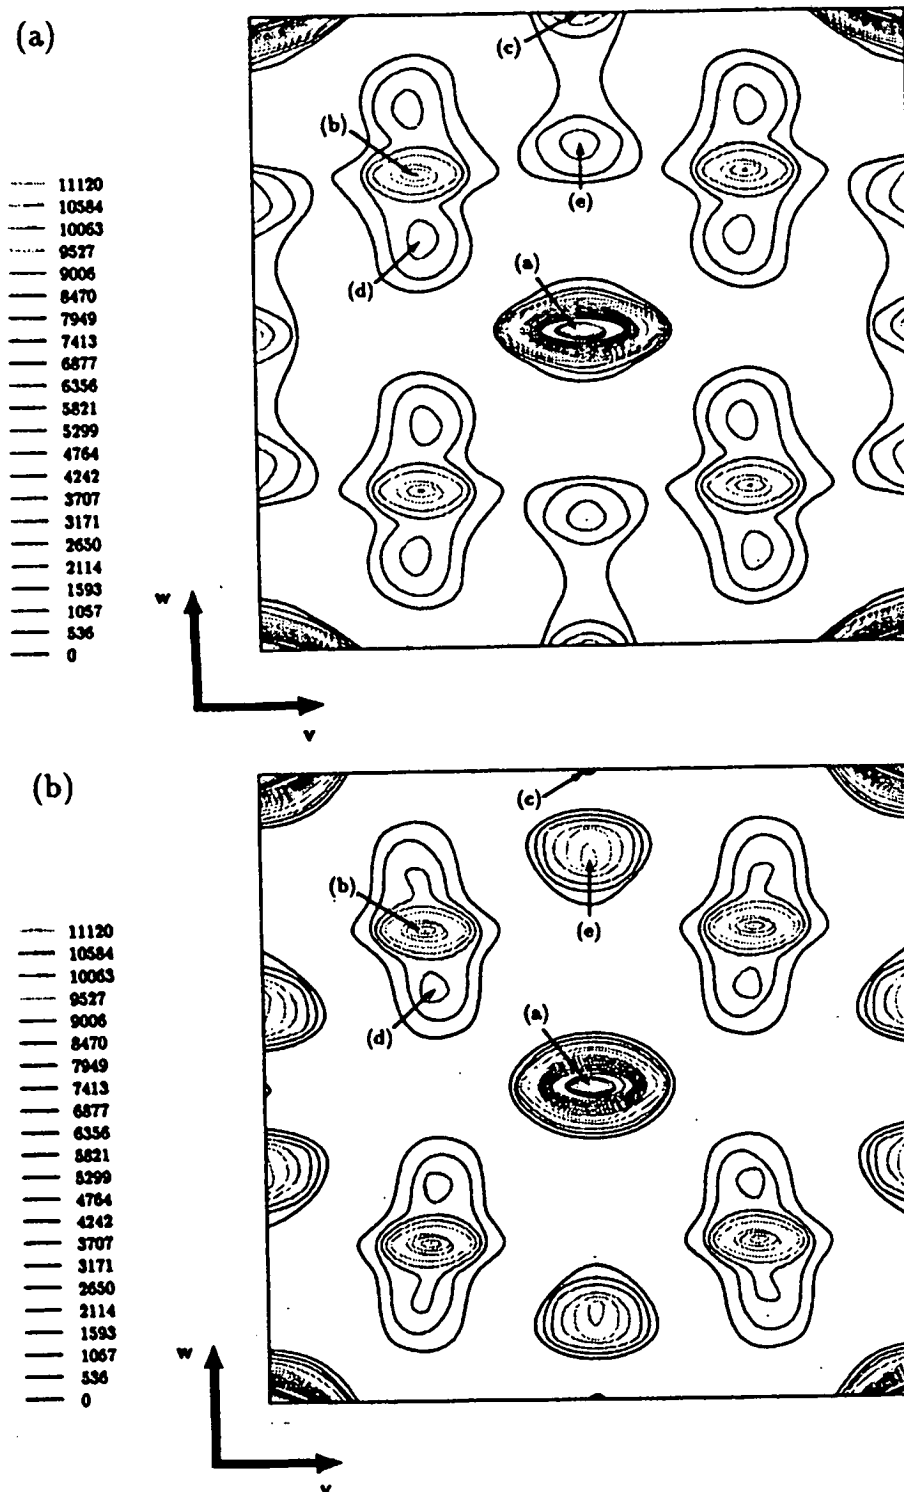 (a)
(c)
(b)
(e)
(d)
(a)
11120
10584
10063
9527
9006
8470
7949
7413
6877
6356
5821
5299
4764
4242
3707
3171
2650
2114
1593
1057
536
0
w
v
(b)
(c)
(b)
(e)
(d)
(a)
11120
10584
10063
9527
9006
8470
7949
7413
6877
6356
5821
5299
4764
4242
3707
3171
2650
2114
1593
1057
536
0
w
v